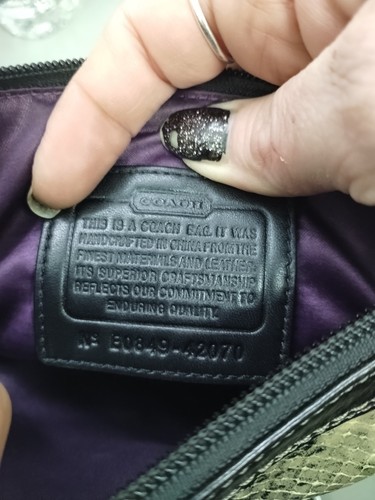 COACH
THIS IS A COACH BAG. IT WAS
HANDCRAFTED IN CHINA FROM THE
FINEST MATERIALS AND LEATHER.
ITS SUPERIOR CRAFTSMANSHIP
REFLECTS OUR COMMITMENT TO
ENDURING QUALITY.
Nº E0649-42070